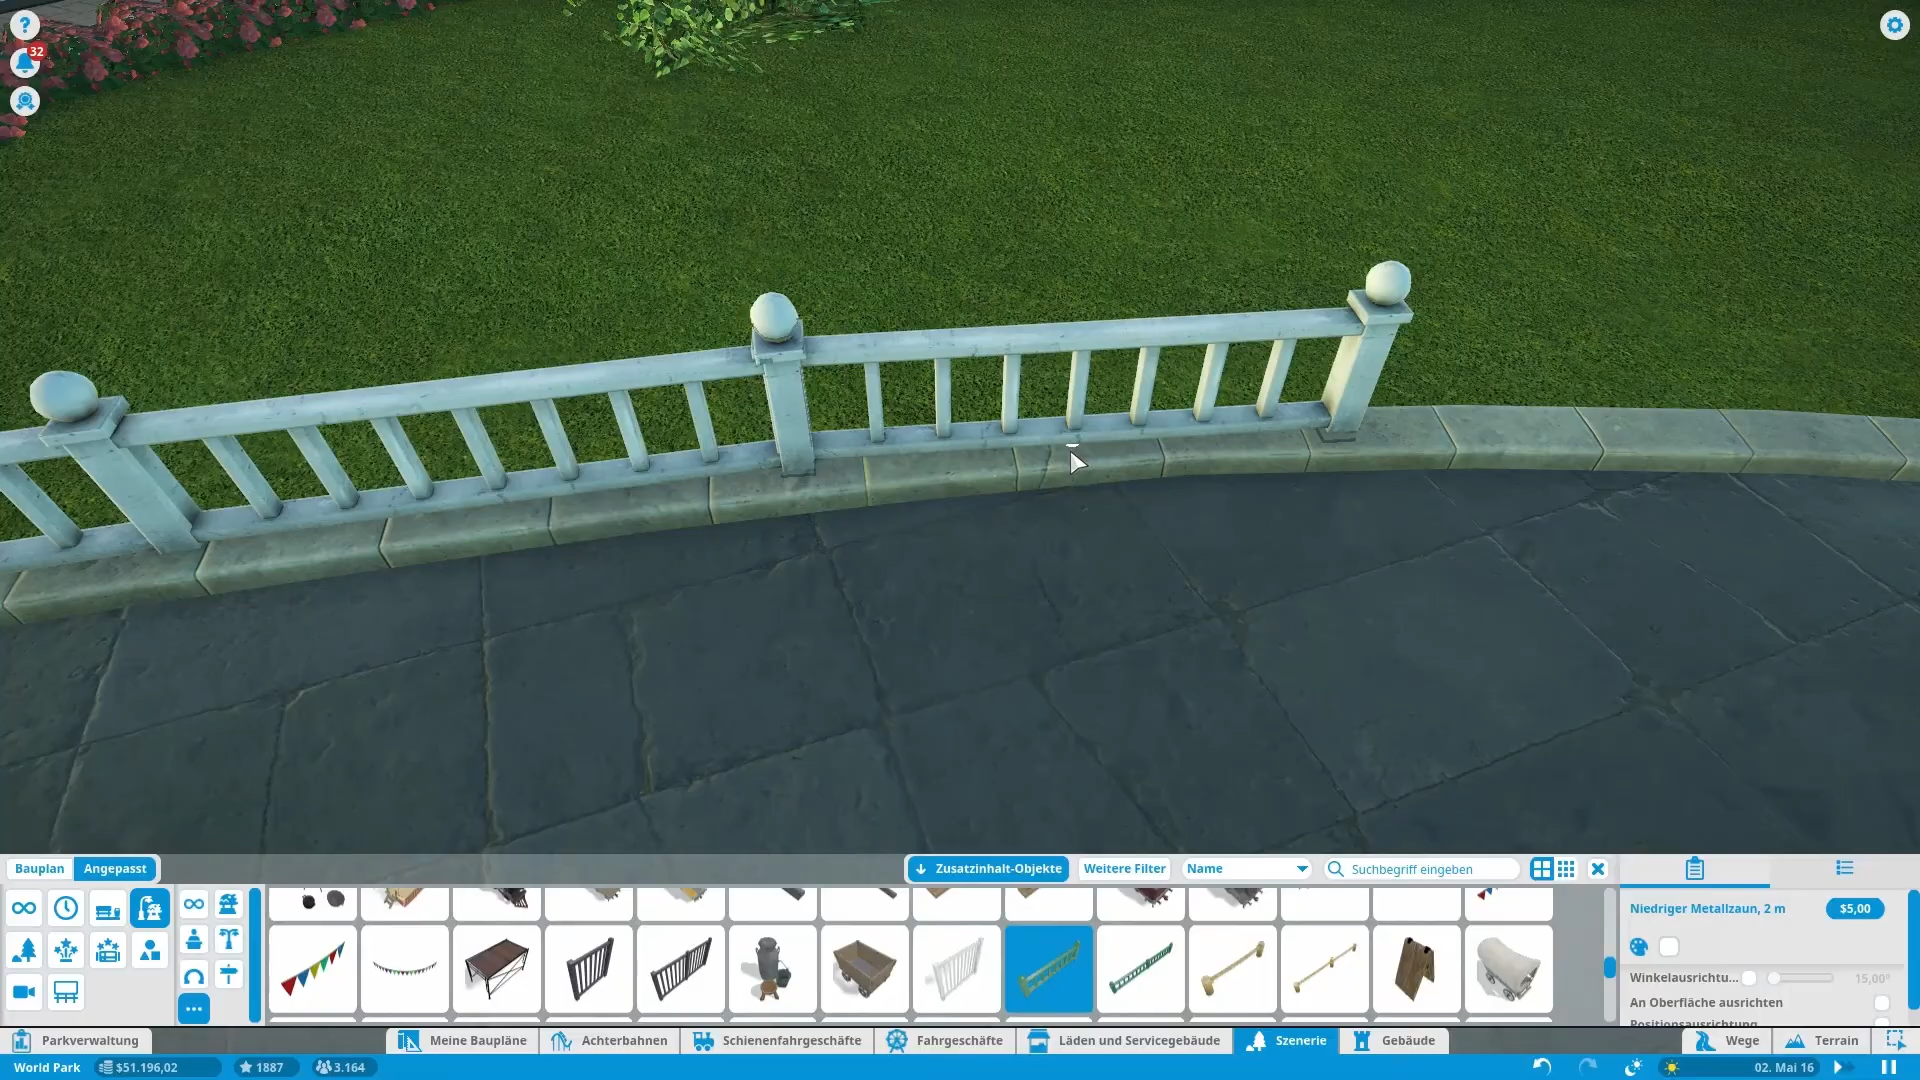 ?
32
Bauplan
Angepasst
Zusatzinhalt-Objekte
Weitere Filter
Name
Suchbegriff eingeben
Niedriger Metallzaun, 2 m
$5,00
Winkelausrichtu...
15,00°
An Oberfläche ausrichten
Positionsausrichtung
Parkverwaltung
Meine Baupläne
Achterbahnen
Schienenfahrgeschäfte
Fahrgeschäfte
Läden und Servicegebäude
Szenerie
Gebäude
Wege
Terrain
World Park
$51.196,02
1887
3.164
02. Mai 16